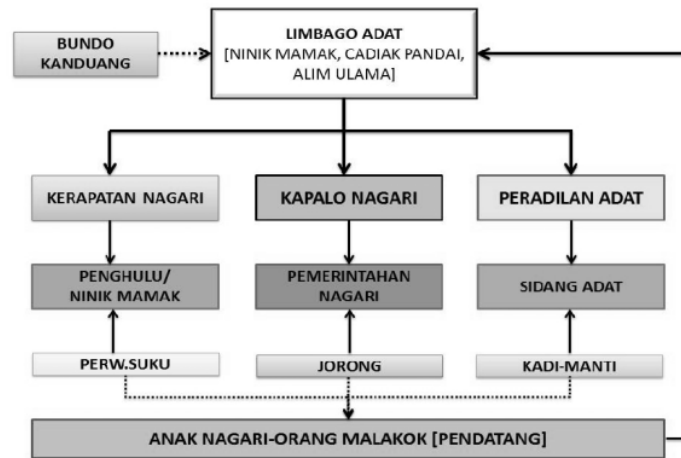 BUNDO
KANDUANG
LIMBAGO ADAT
[NINIK MAMAK, CADIAK PANDAI,
ALIM ULAMA]
KERAPATAN NAGARI
KAPALO NAGARI
PERADILAN ADAT
PENGHULU/
NINIK MAMAK
PEMERINTAHAN
NAGARI
SIDANG ADAT
PERW.SUKU
JORONG
KADI-MANTI
ANAK NAGARI-ORANG MALAKOK [PENDATANG]